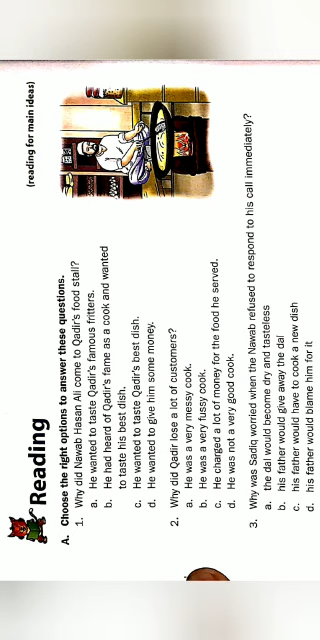 Reading
(reading for main ideas)
A. Choose the right options to answer these questions.
1. Why did Nawab Hasan Ali come to Qadir's food stall?
a. He wanted to taste Qadir's famous fritters.
b. He had heard of Qadir's fame as a cook and wanted
to taste his best dish.
c. He wanted to taste Qadir's best dish.
d. He wanted to give him some money.
2. Why did Qadir lose a lot of customers?
a. He was a very messy cook.
b. He was a very fussy cook.
c. He charged a lot of money for the food he served.
d. He was not a very good cook.
3. Why was Sadiq worried when the Nawab refused to respond to his call immediately?
a. the dal would become dry and tasteless
b. his father would give away the dal
c. his father would have to cook a new dish
d. his father would blame him for it